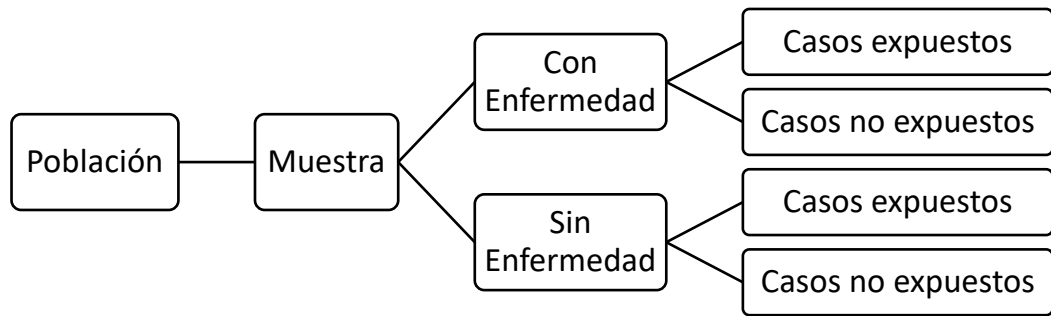 Población
Muestra
Con
Enfermedad
Casos expuestos
Casos no expuestos
Sin
Enfermedad
Casos expuestos
Casos no expuestos